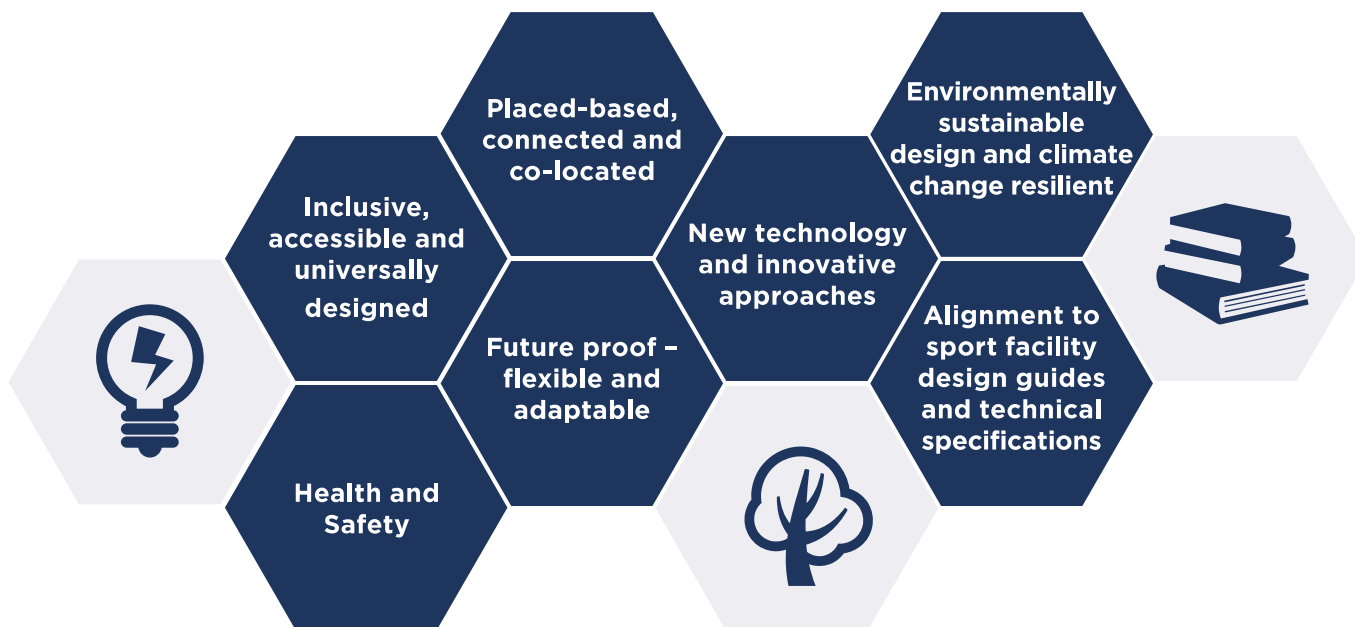 Placed-based,
connected and
co-located
Environmentally
sustainable
design and climate
change resilient
Inclusive,
accessible and
universally
designed
New technology
and innovative
approaches
Future proof –
flexible and
adaptable
Alignment to
sport facility
design guides
and technical
specifications
Health and
Safety